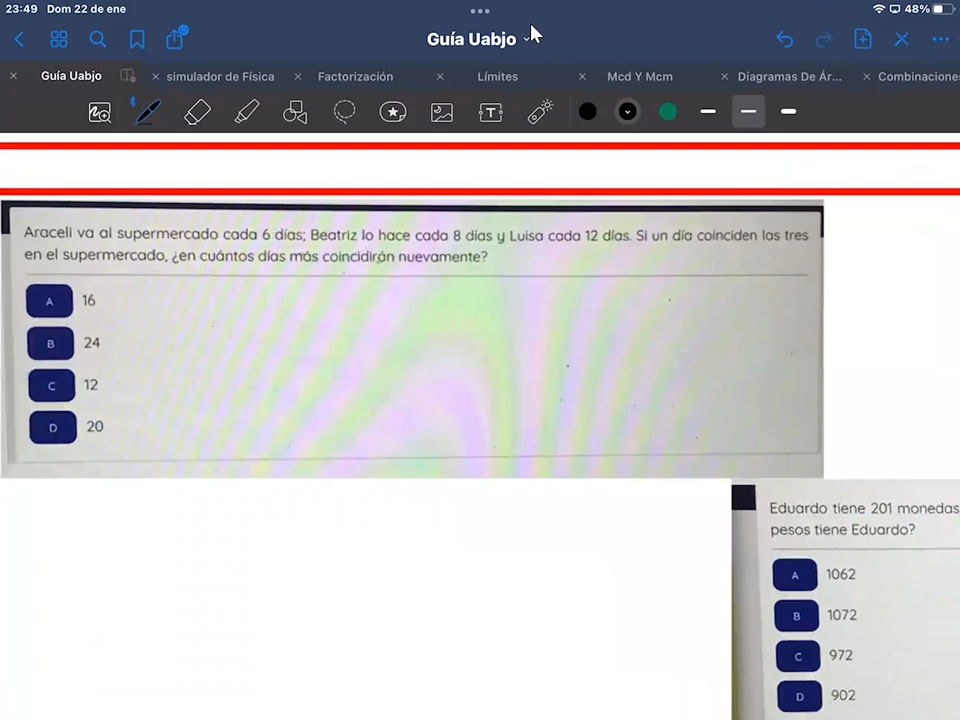 23:49 Dom 22 de ene
48%
Guía Uabjo
Guía Uabjo
simulador de Física
Factorización
Límites
Mcd Y Mcm
Diagramas De Ár...
Combinaciones
Araceli va al supermercado cada 6 días; Beatriz lo hace cada 8 días y Luisa cada 12 días. Si un día coinciden las tres
en el supermercado, ¿en cuántos días más coincidirán nuevamente?
A 16
B 24
C 12
D 20
Eduardo tiene 201 monedas
pesos tiene Eduardo?
A 1062
B 1072
C 972
D 902